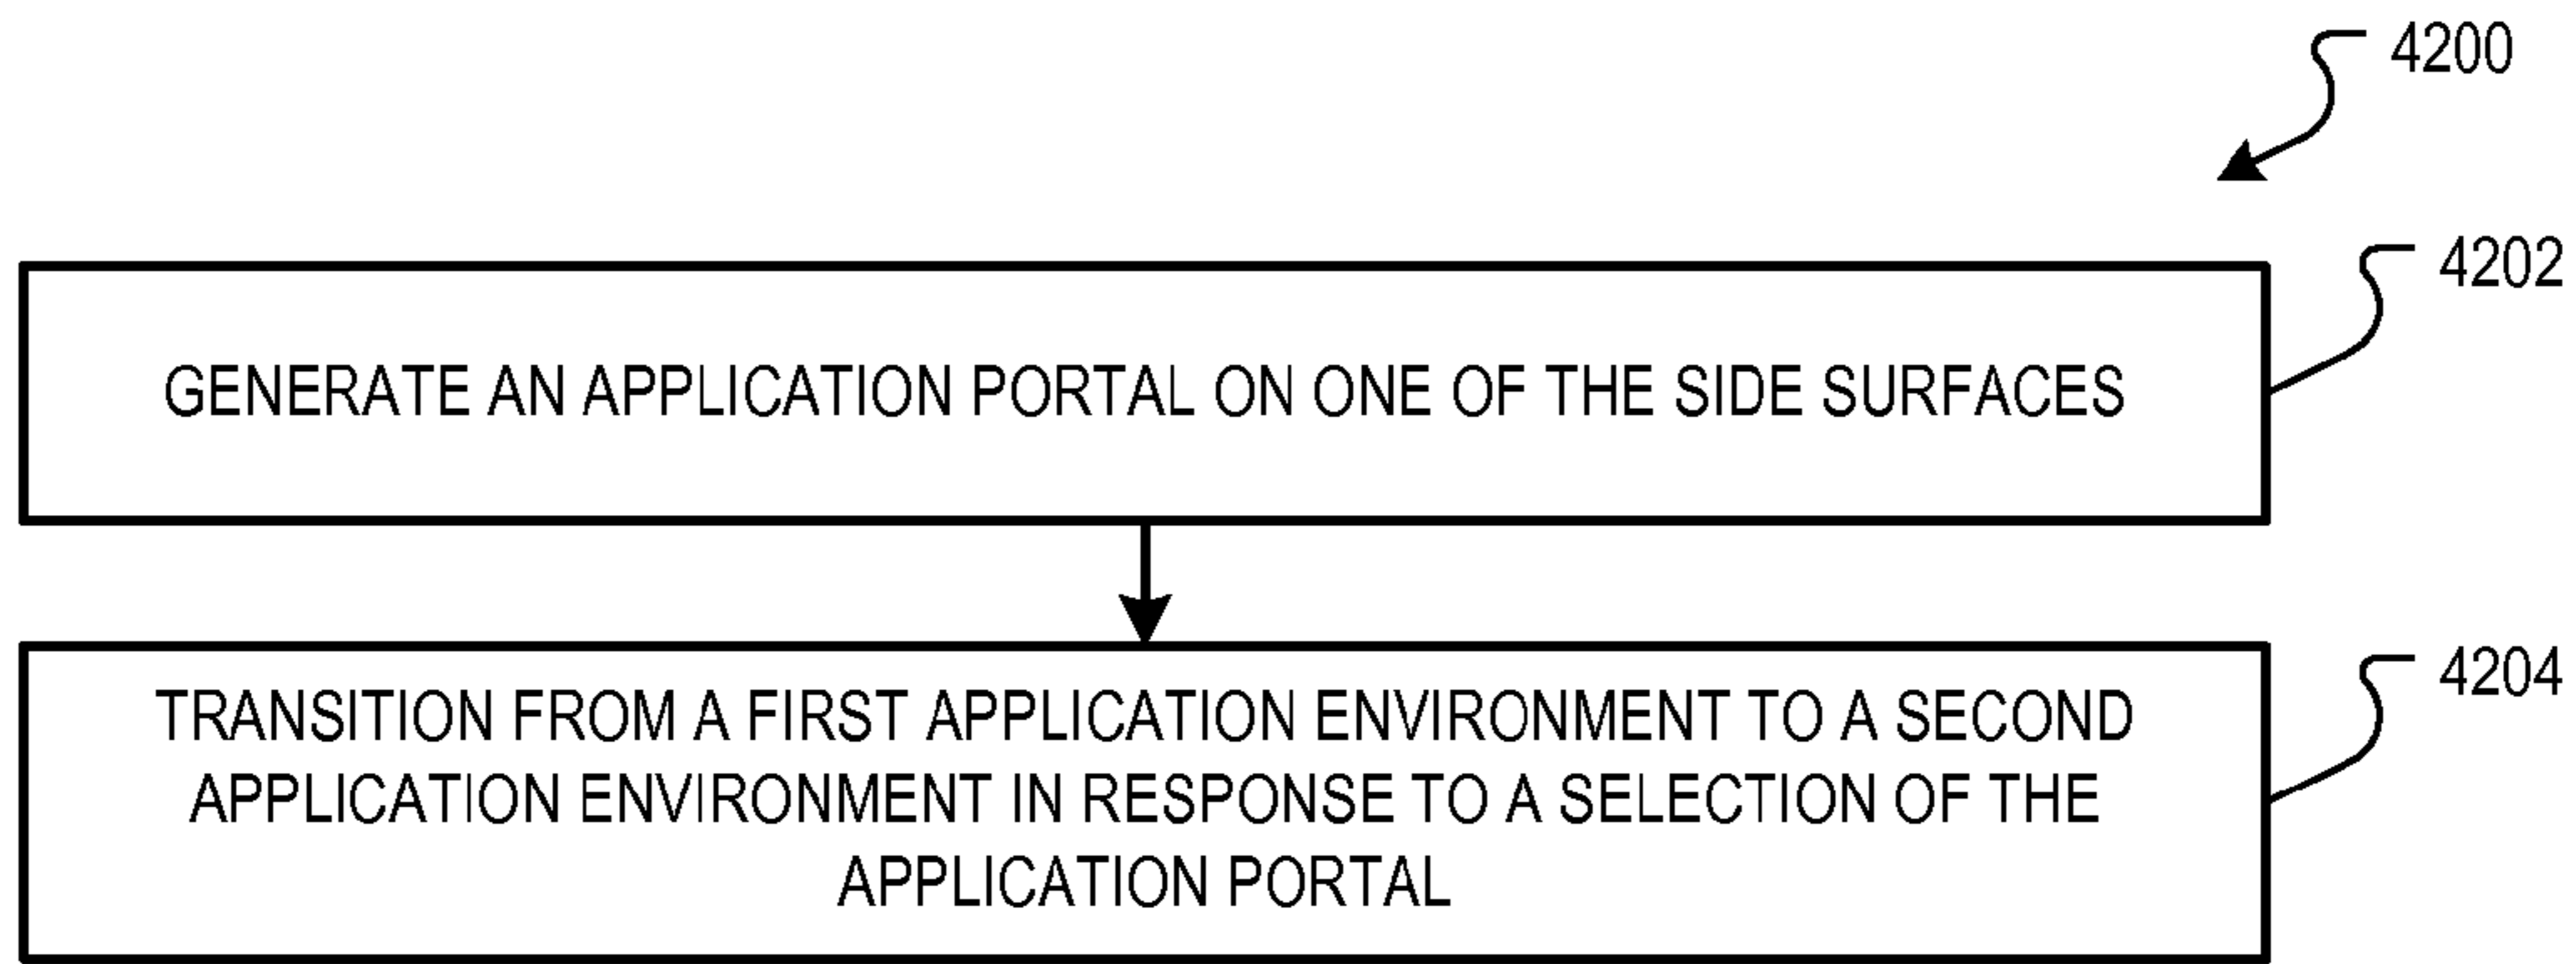 4200
4202
GENERATE AN APPLICATION PORTAL ON ONE OF THE SIDE SURFACES
4204
TRANSITION FROM A FIRST APPLICATION ENVIRONMENT TO A SECOND
APPLICATION ENVIRONMENT IN RESPONSE TO A SELECTION OF THE
APPLICATION PORTAL